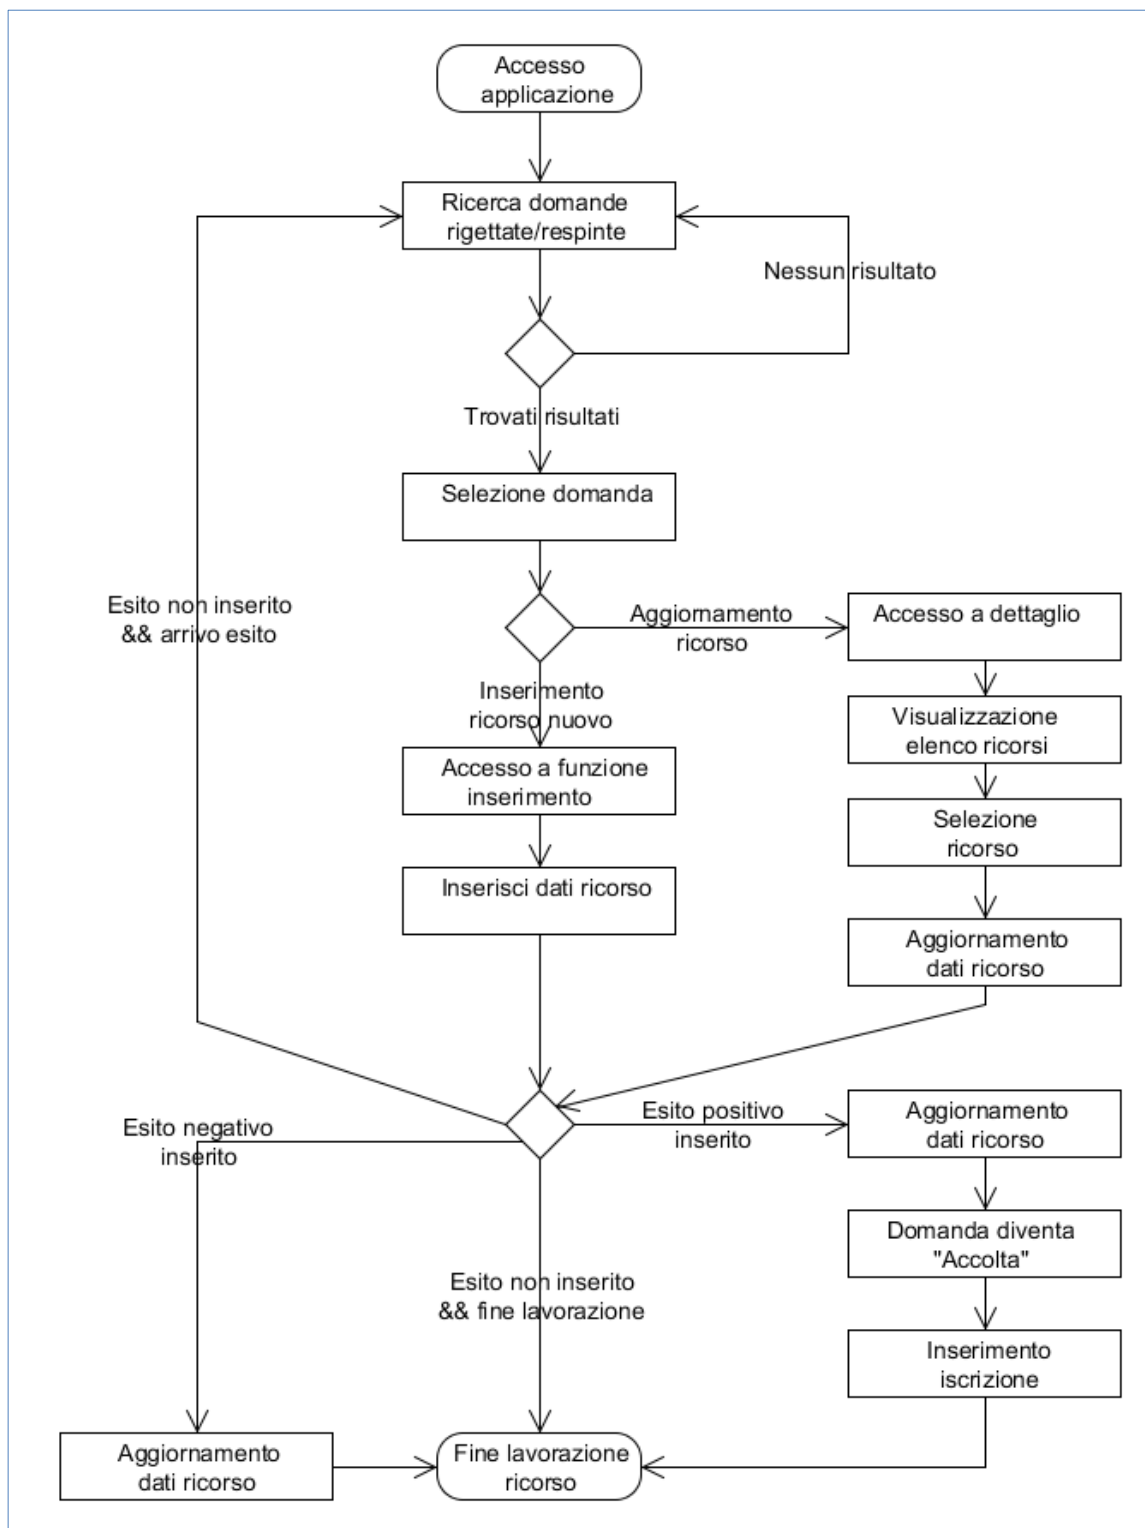 Accesso
applicazione
Ricerca domande
rigettate/respinte
Nessun risultato
Trovati risultati
Selezione domanda
Esito non inserito
&& arrivo esito
Aggiornamento
ricorso
Accesso a dettaglio
Inserimento
ricorso nuovo
Visualizzazione
elenco ricorsi
Accesso a funzione
inserimento
Selezione
ricorso
Inserisci dati ricorso
Aggiornamento
dati ricorso
Esito negativo
inserito
Esito positivo
inserito
Aggiornamento
dati ricorso
Domanda diventa
"Accolta"
Esito non inserito
&& fine lavorazione
Inserimento
iscrizione
Aggiornamento
dati ricorso
Fine lavorazione
ricorso